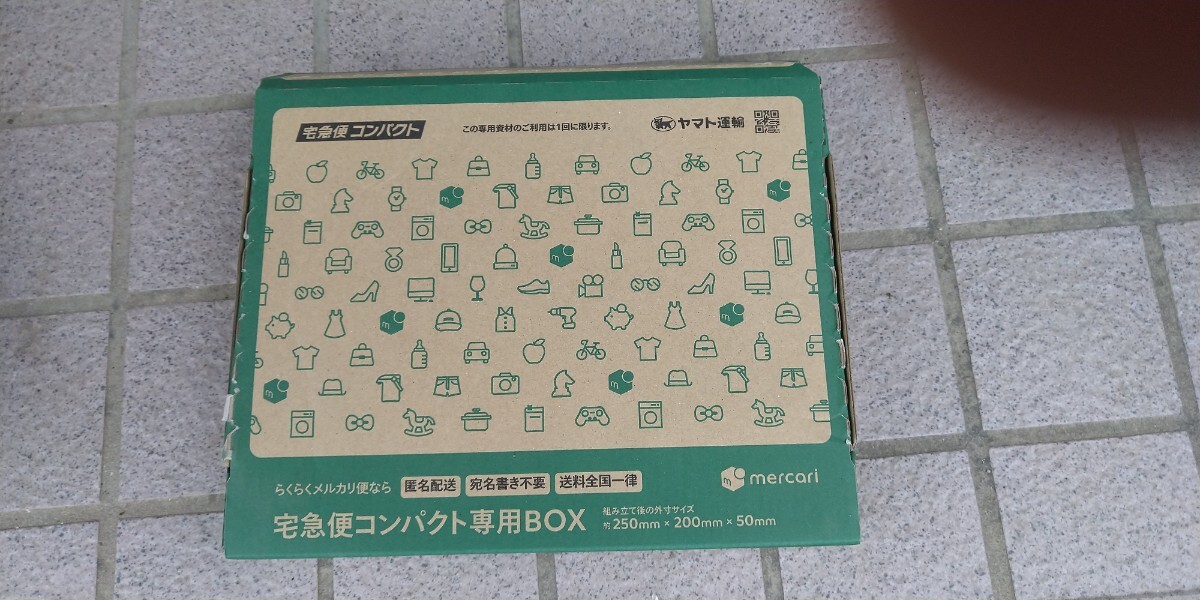 宅急便 コンパクト
この専用資材のご利用は1回に限ります。
ヤマト運輸
らくらくメルカリ便なら 匿名配送 宛名書き不要 送料全国一律
mercari
宅急便コンパクト専用BOX
組み立て後の外寸サイズ
約250mm×200mm×50mm